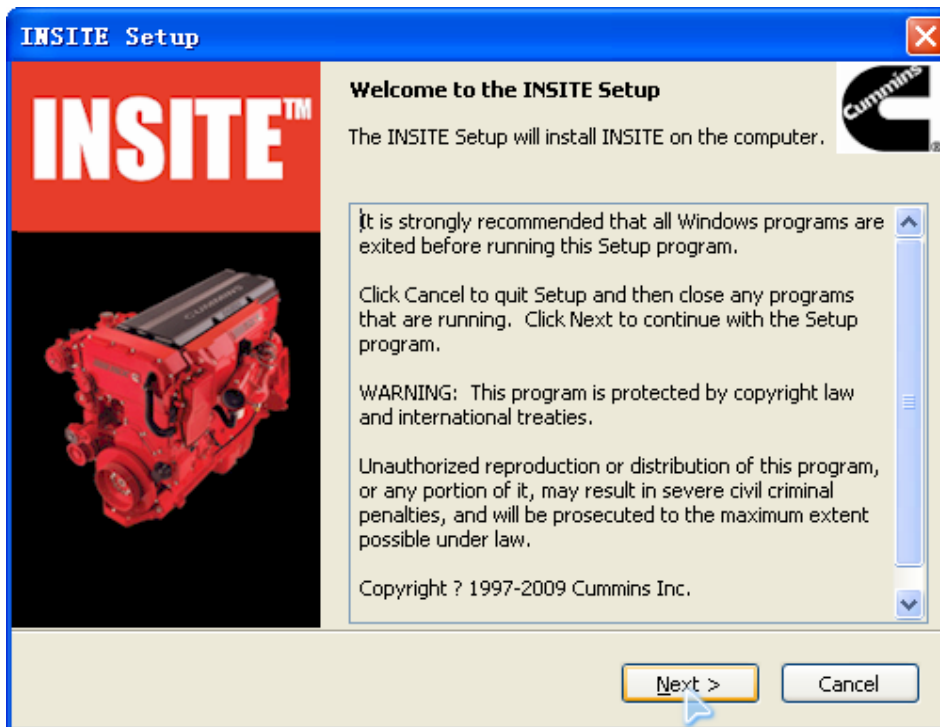 INSITE Setup
INSITE™
Welcome to the INSITE Setup
The INSITE Setup will install INSITE on the computer.
Cummins
®
It is strongly recommended that all Windows programs are
exited before running this Setup program.
Click Cancel to quit Setup and then close any programs
that are running.  Click Next to continue with the Setup
program.
WARNING:  This program is protected by copyright law
and international treaties.
Unauthorized reproduction or distribution of this program,
or any portion of it, may result in severe civil criminal
penalties, and will be prosecuted to the maximum extent
possible under law.
Copyright ? 1997-2009 Cummins Inc.
CUMMINS
Next >
Cancel